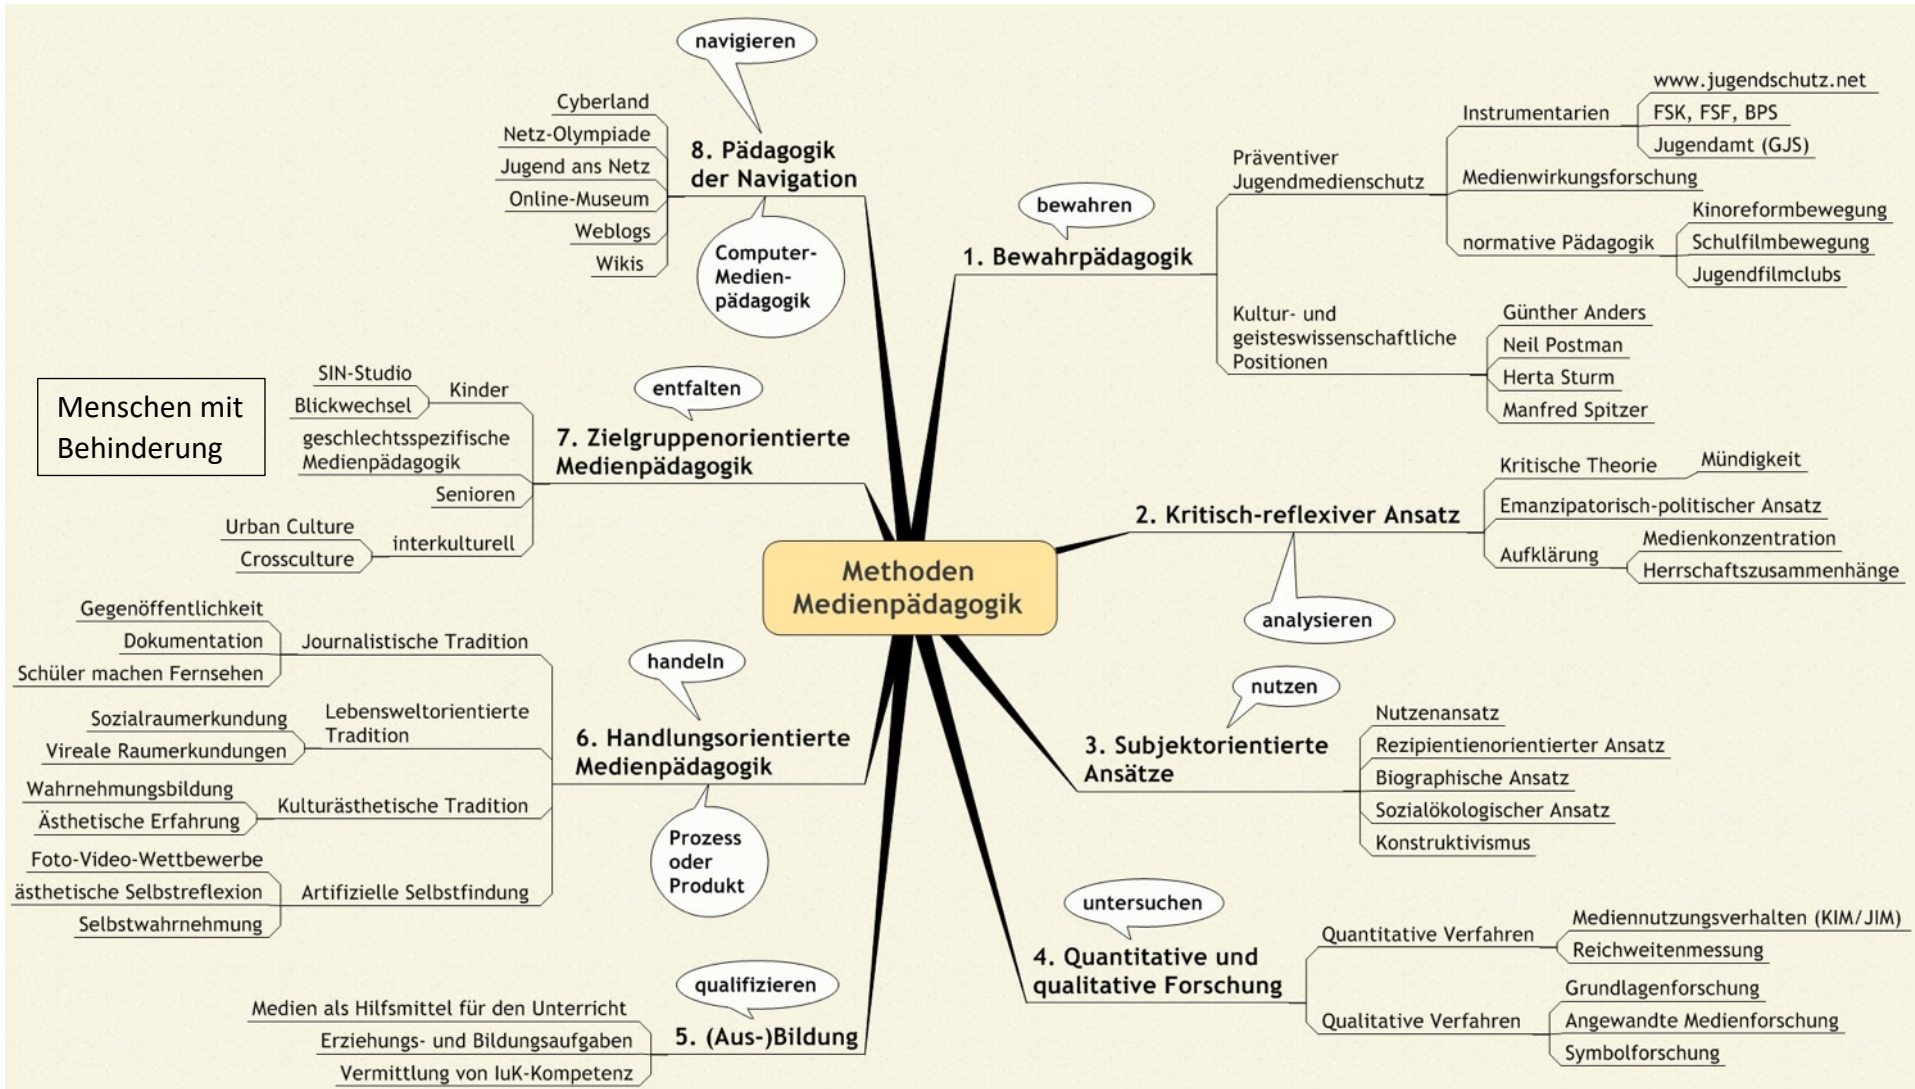 Methoden
Medienpädagogik
bewahren
1. Bewahrpädagogik
Präventiver
Jugendmedienschutz
Instrumentarien
www.jugendschutz.net
FSK, FSF, BPS
Jugendamt (GJS)
Medienwirkungsforschung
normative Pädagogik
Kinoreformbewegung
Schulfilmbewegung
Jugendfilmclubs
Kultur- und
geisteswissenschaftliche
Positionen
Günther Anders
Neil Postman
Herta Sturm
Manfred Spitzer
2. Kritisch-reflexiver Ansatz
analysieren
Kritische Theorie
Mündigkeit
Emanzipatorisch-politischer Ansatz
Aufklärung
Medienkonzentration
Herrschaftszusammenhänge
nutzen
3. Subjektorientierte
Ansätze
Nutzenansatz
Rezipientienorientierter Ansatz
Biographische Ansatz
Sozialökologischer Ansatz
Konstruktivismus
untersuchen
4. Quantitative und
qualitative Forschung
Quantitative Verfahren
Mediennutzungsverhalten (KIM/JIM)
Reichweitenmessung
Qualitative Verfahren
Grundlagenforschung
Angewandte Medienforschung
Symbolforschung
qualifizieren
5. (Aus-)Bildung
Medien als Hilfsmittel für den Unterricht
Erziehungs- und Bildungsaufgaben
Vermittlung von IuK-Kompetenz
handeln
6. Handlungsorientierte
Medienpädagogik
Prozess
oder
Produkt
Journalistische Tradition
Gegenöffentlichkeit
Dokumentation
Schüler machen Fernsehen
Lebensweltorientierte
Tradition
Sozialraumerkundung
Vireale Raumerkundungen
Kulturästhetische Tradition
Wahrnehmungsbildung
Ästhetische Erfahrung
Artifizielle Selbstfindung
Foto-Video-Wettbewerbe
ästhetische Selbstreflexion
Selbstwahrnehmung
entfalten
7. Zielgruppenorientierte
Medienpädagogik
Kinder
SIN-Studio
Blickwechsel
geschlechtsspezifische
Medienpädagogik
Senioren
interkulturell
Urban Culture
Crossculture
Menschen mit
Behinderung
navigieren
8. Pädagogik
der Navigation
Computer-
Medien-
pädagogik
Cyberland
Netz-Olympiade
Jugend ans Netz
Online-Museum
Weblogs
Wikis